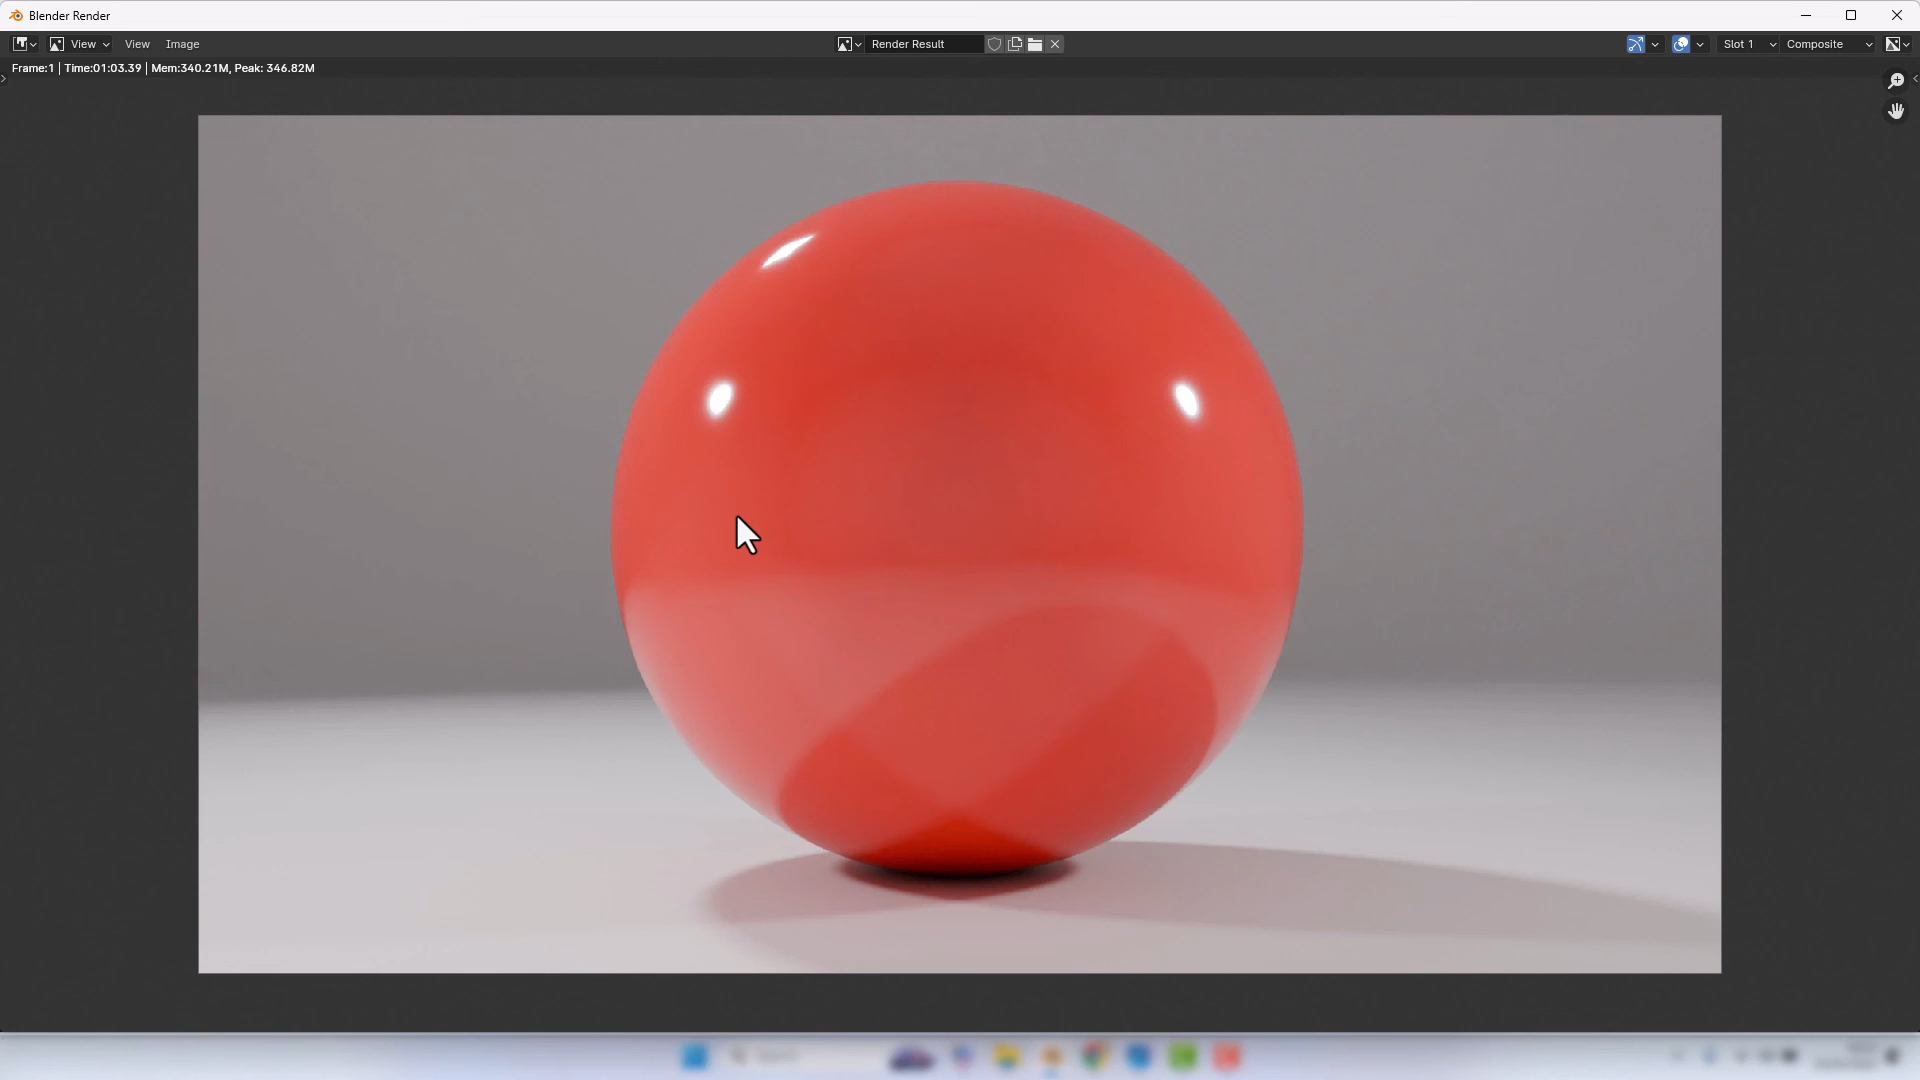 Blender Render
View View Image Render Result Slot 1 Composite
Frame:1 | Time:01:03.39 | Mem:340.21M, Peak: 346.82M